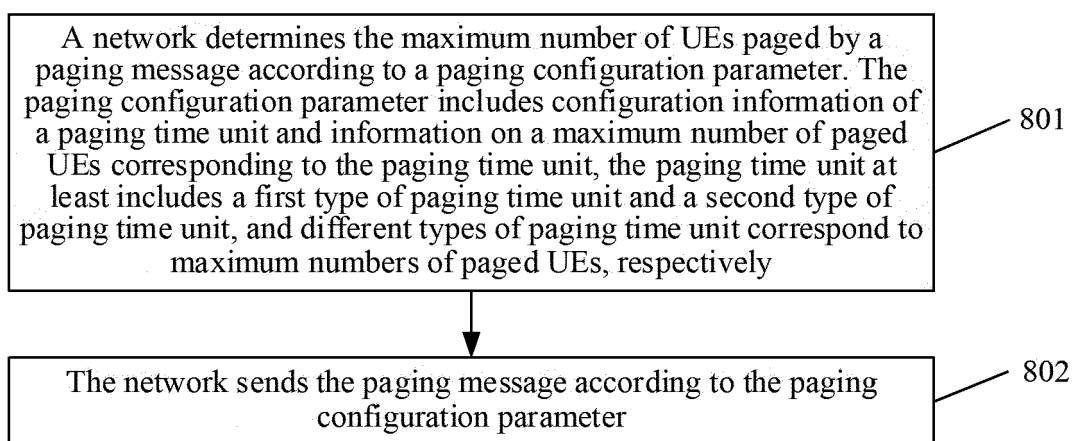 A network determines the maximum number of UEs paged by a
paging message according to a paging configuration parameter. The
paging configuration parameter includes configuration information of
a paging time unit and information on a maximum number of paged
UEs corresponding to the paging time unit, the paging time unit at
least includes a first type of paging time unit and a second type of
paging time unit, and different types of paging time unit correspond to
maximum numbers of paged UEs, respectively
801
The network sends the paging message according to the paging
configuration parameter
802